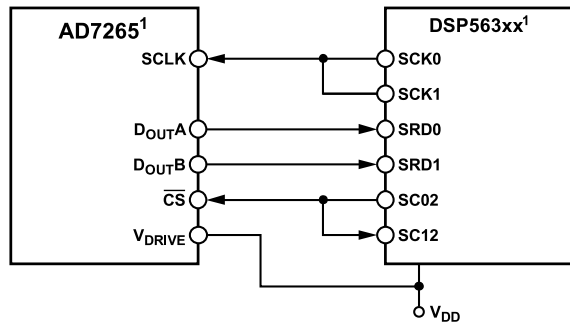 AD7265¹
DSP563xx¹
SCLK
SCK0
SCK1
DOUTA
SRD0
DOUTB
SRD1
CS
SC02
SC12
VDRIVE
VDD